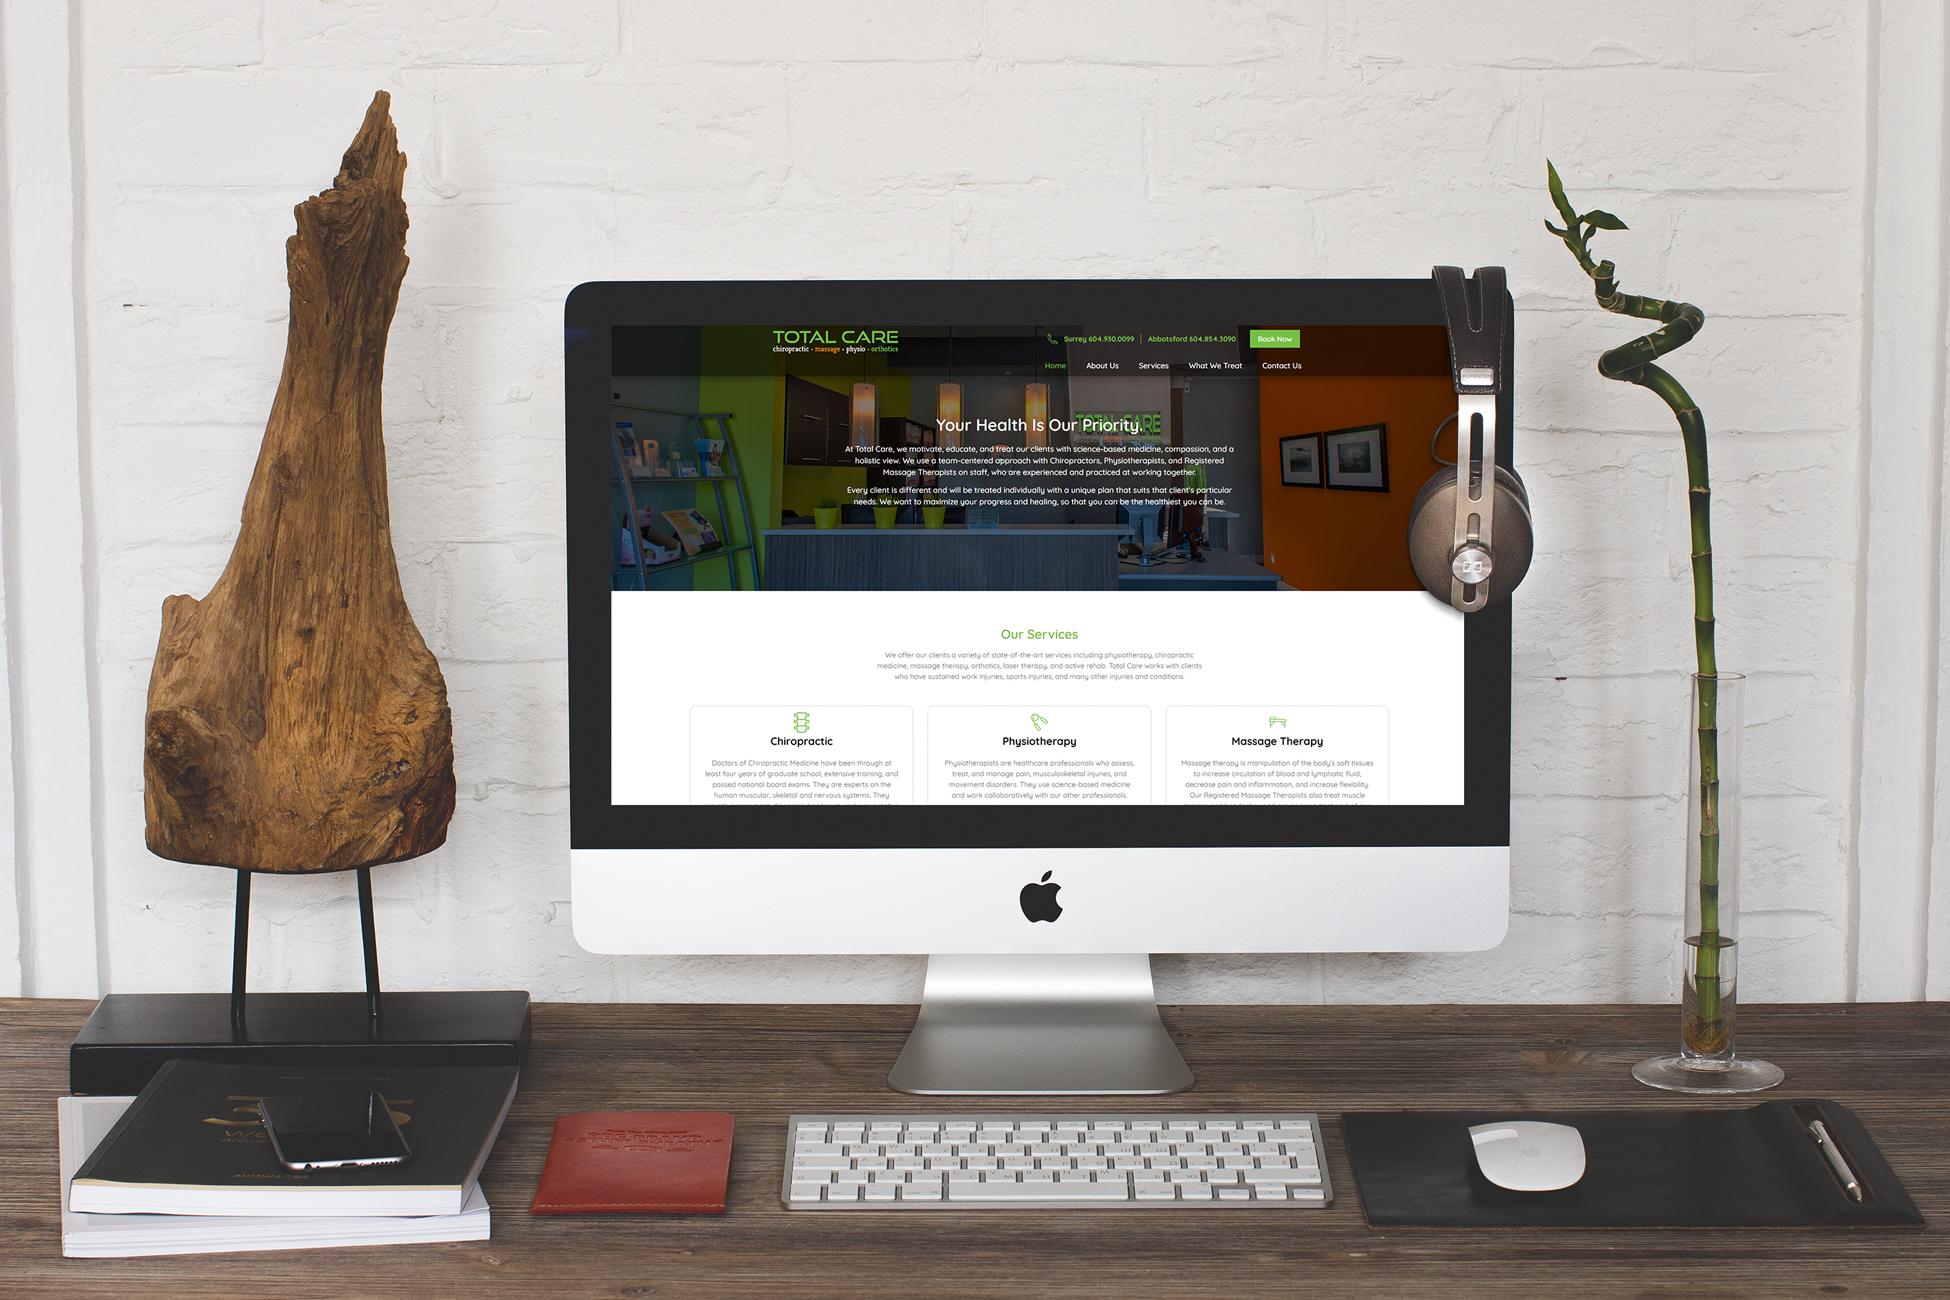 TOTAL CARE
chiropractic • massage • physio • orthotics
Surrey 604.930.0099 | Abbotsford 604.854.3090
Book Now
Home About Us Services What We Treat Contact Us
TOTAL CARE
Your Health Is Our Priority.
At Total Care, we motivate, educate, and treat our clients with science-based medicine, compassion, and a
holistic view. We use a team-centered approach with Chiropractors, Physiotherapists, and Registered
Massage Therapists on staff, who are experienced and practiced at working together.
Every client is different and will be treated individually with a unique plan that suits that client's particular
needs. We want to maximize your progress and healing, so that you can be the healthiest you can be.
Our Services
We offer our clients a variety of state-of-the-art services including physiotherapy, chiropractic
medicine, massage therapy, orthotics, laser therapy, and active rehab. Total Care works with clients
who have sustained work injuries, sports injuries, and many other injuries and conditions.
Chiropractic
Doctors of Chiropractic Medicine have been through at
least four years of graduate school, extensive training, and
passed national board exams. They are experts on the
human muscular, skeletal and nervous systems. They
Physiotherapy
Physiotherapists are healthcare professionals who assess,
treat, and manage pain, musculoskeletal injuries, and
movement disorders. They use science-based medicine
and work collaboratively with our other professionals.
Massage Therapy
Massage therapy is manipulation of the body's soft tissues
to increase circulation of blood and lymphatic fluid,
decrease pain and inflammation, and increase flexibility.
Our Registered Massage Therapists also treat muscle